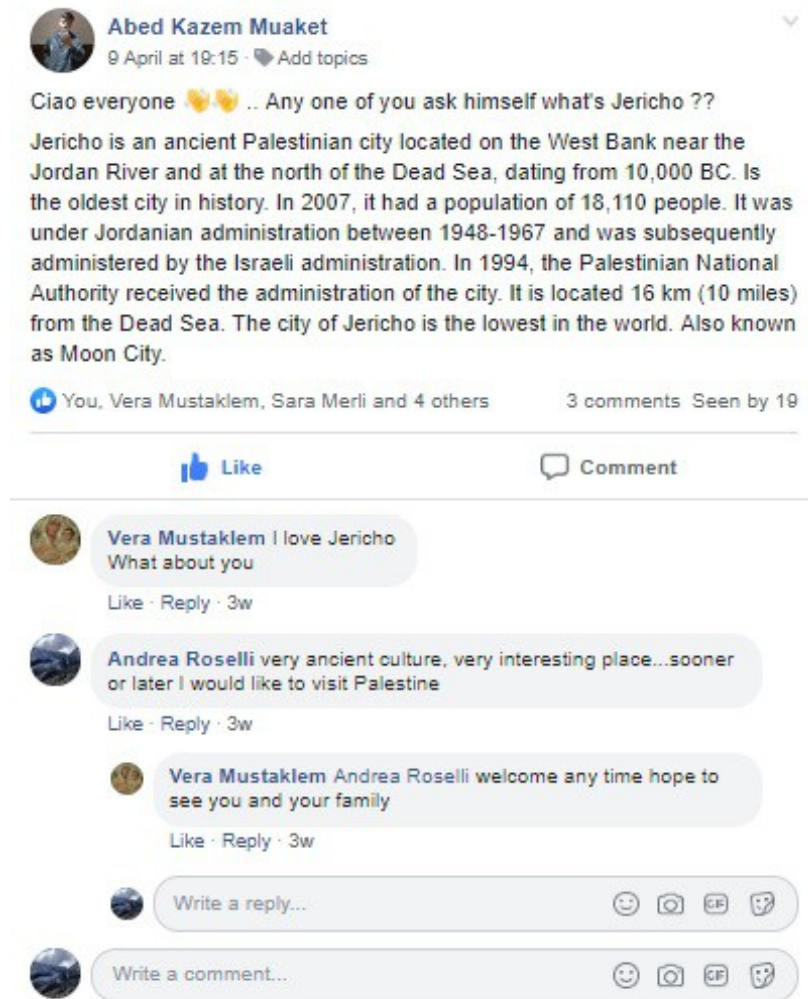 Abed Kazem Muaket
9 April at 19:15 · Add topics
Ciao everyone 👋👋 .. Any one of you ask himself what's Jericho ??
Jericho is an ancient Palestinian city located on the West Bank near the
Jordan River and at the north of the Dead Sea, dating from 10,000 BC. Is
the oldest city in history. In 2007, it had a population of 18,110 people. It was
under Jordanian administration between 1948-1967 and was subsequently
administered by the Israeli administration. In 1994, the Palestinian National
Authority received the administration of the city. It is located 16 km (10 miles)
from the Dead Sea. The city of Jericho is the lowest in the world. Also known
as Moon City.
You, Vera Mustaklem, Sara Merli and 4 others 3 comments Seen by 19
Like Comment
Vera Mustaklem I love Jericho
What about you
Like · Reply · 3w
Andrea Roselli very ancient culture, very interesting place...sooner
or later I would like to visit Palestine
Like · Reply · 3w
Vera Mustaklem Andrea Roselli welcome any time hope to
see you and your family
Like · Reply · 3w
Write a reply... GIF
Write a comment... GIF